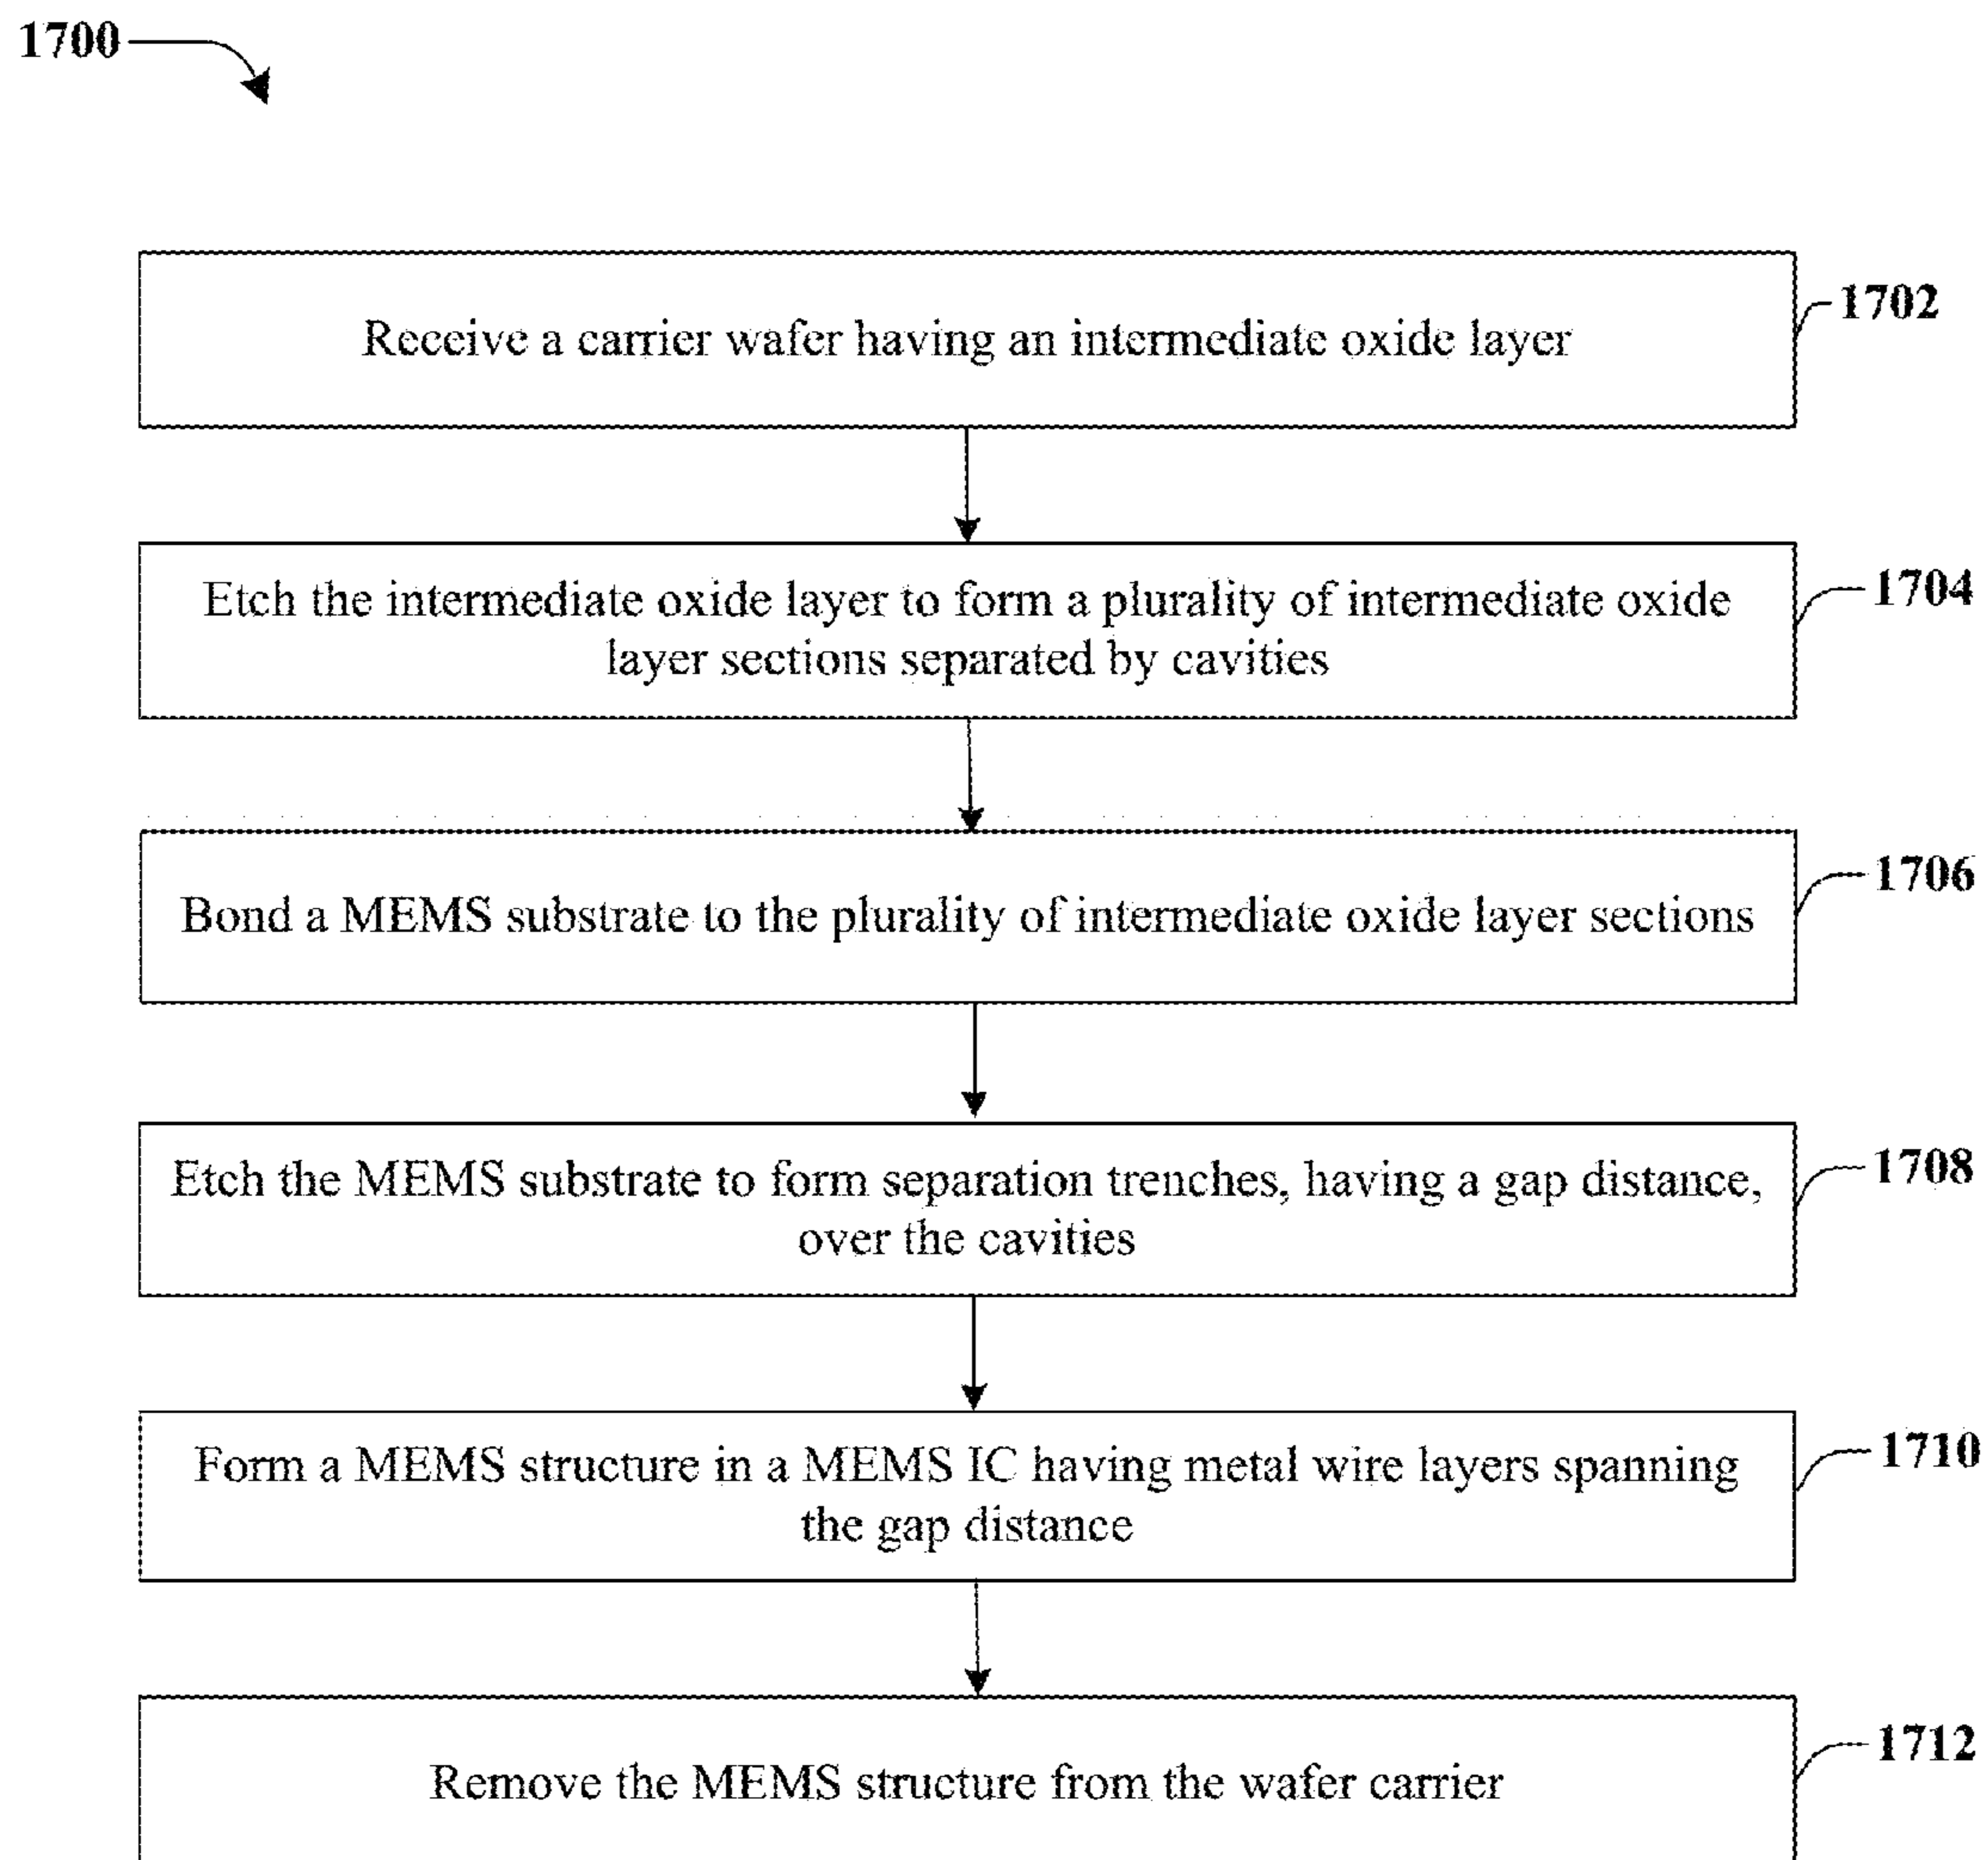 1700
Receive a carrier wafer having an intermediate oxide layer
1702
Etch the intermediate oxide layer to form a plurality of intermediate oxide
layer sections separated by cavities
1704
Bond a MEMS substrate to the plurality of intermediate oxide layer sections
1706
Etch the MEMS substrate to form separation trenches, having a gap distance,
over the cavities
1708
Form a MEMS structure in a MEMS IC having metal wire layers spanning
the gap distance
1710
Remove the MEMS structure from the wafer carrier
1712